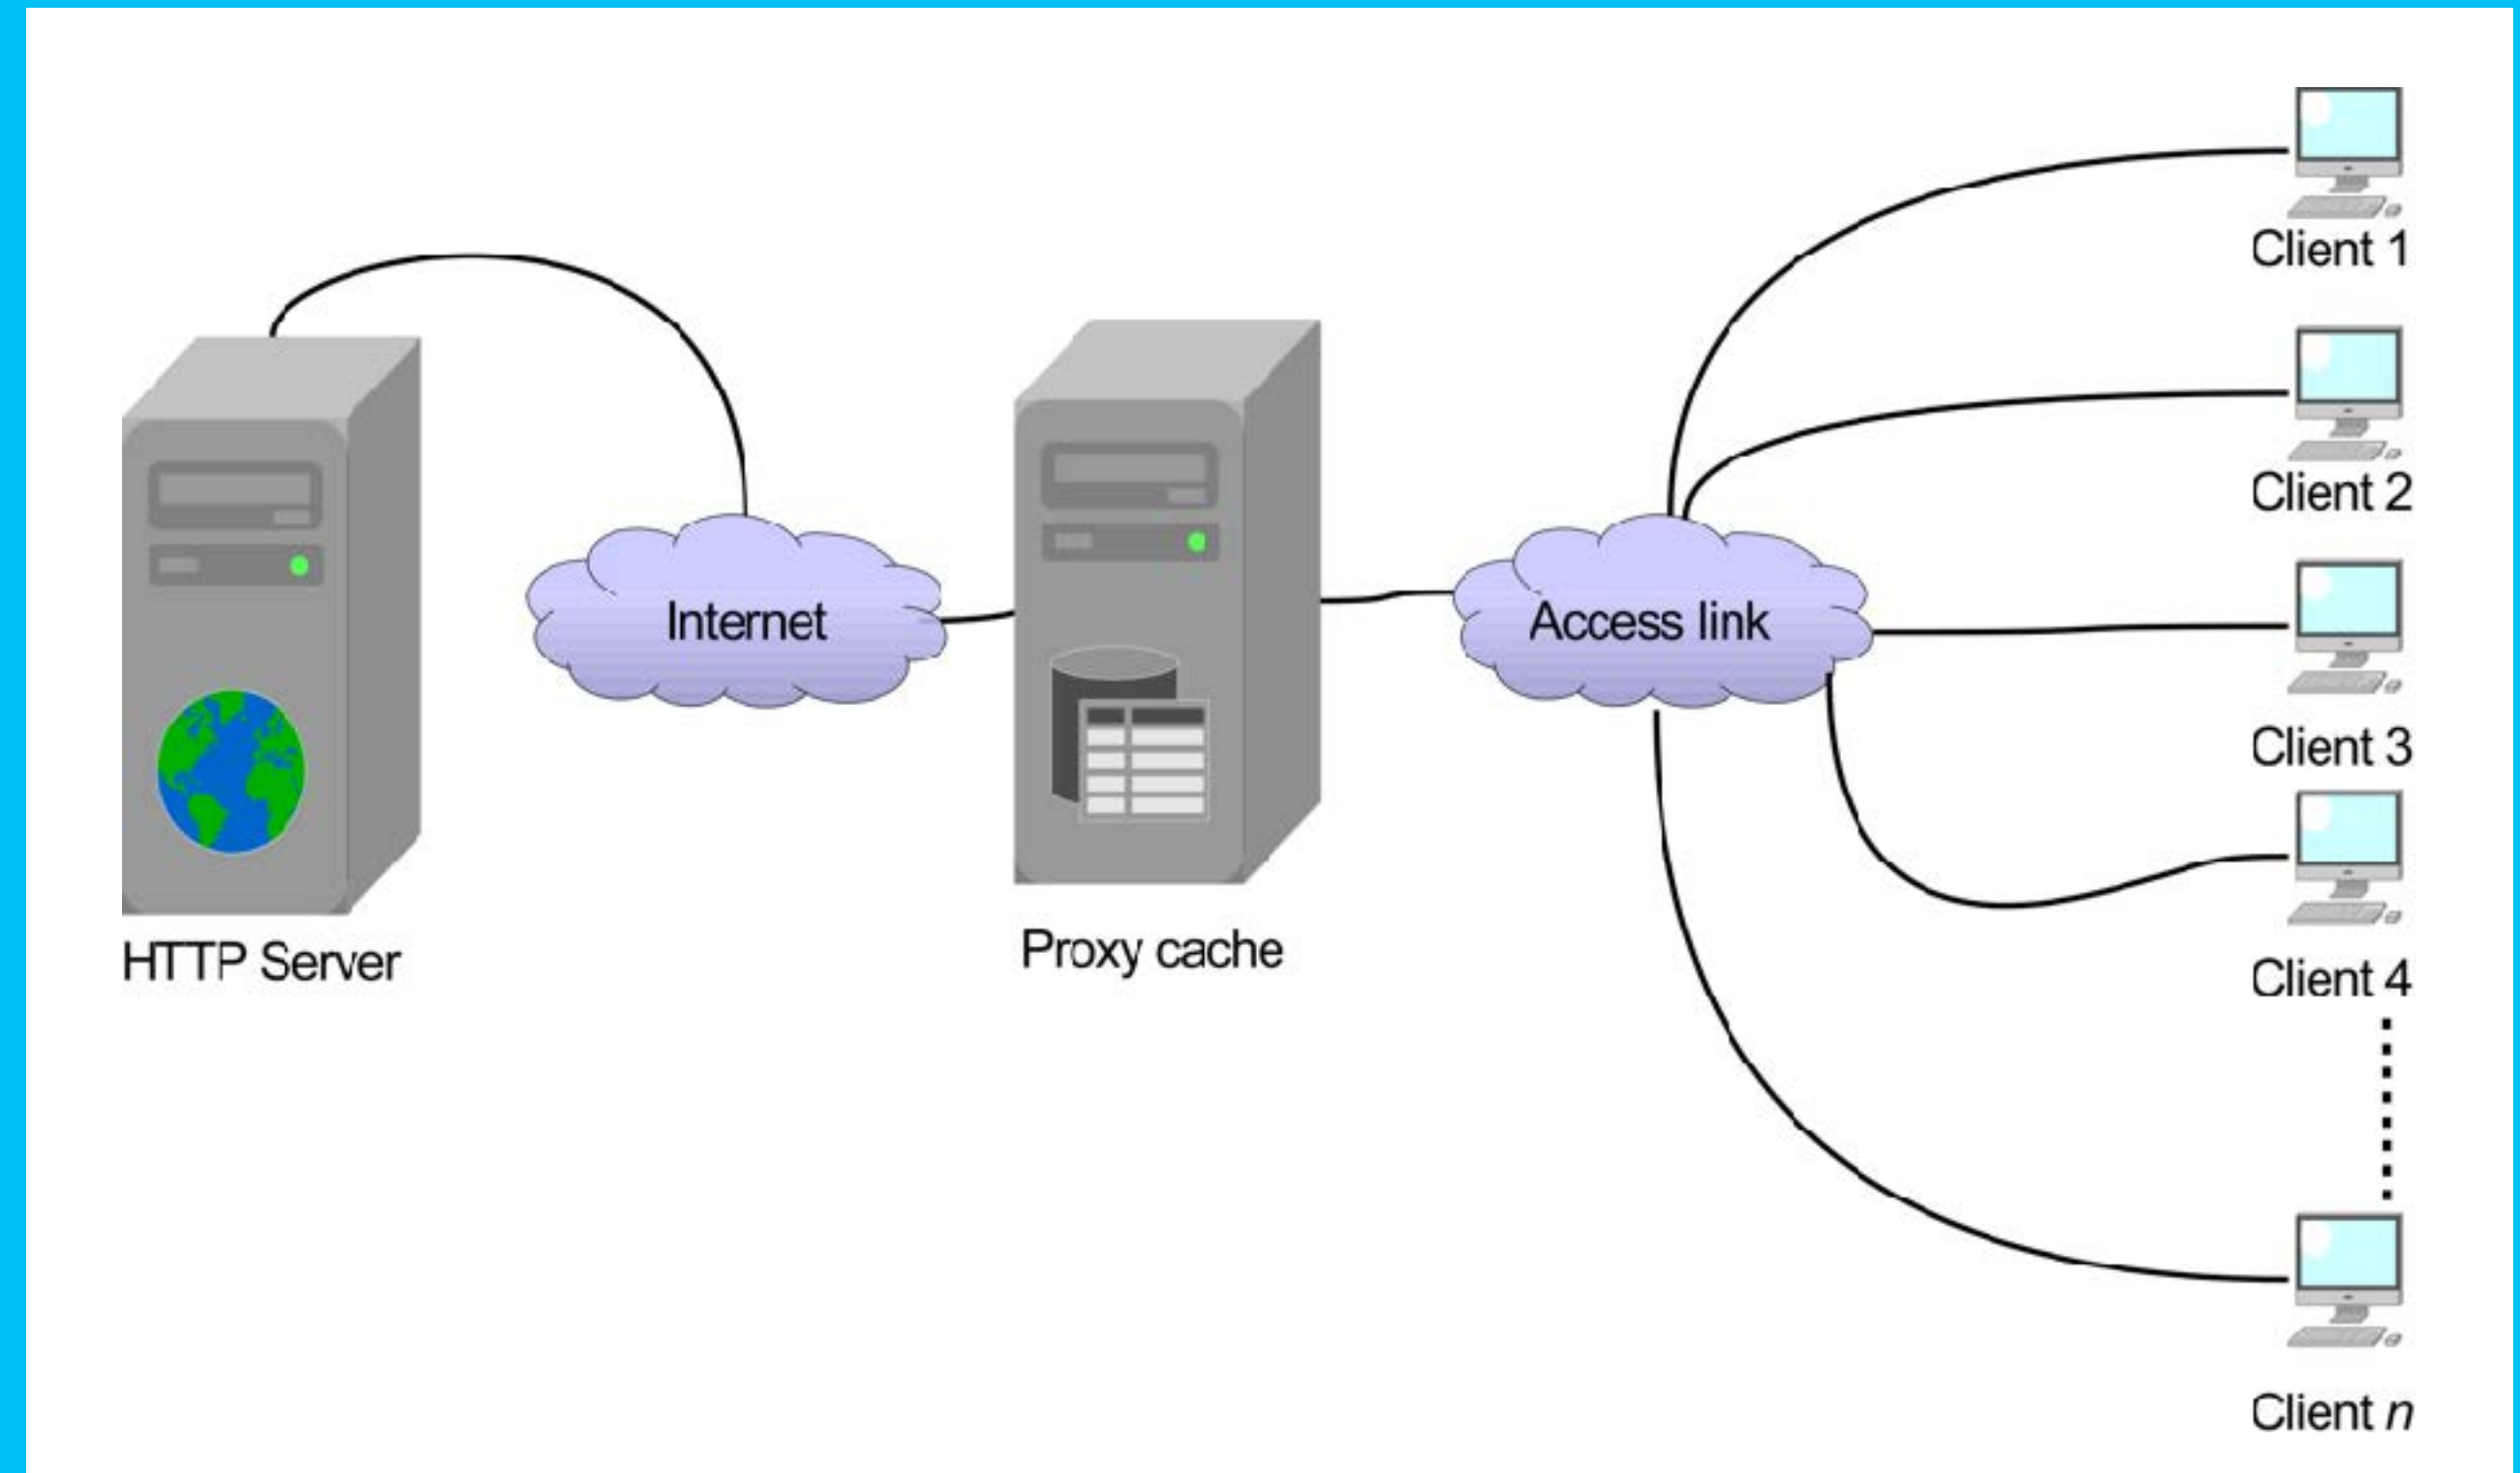 Client 1
Client 2
Internet
Access link
Client 3
HTTP Server
Proxy cache
Client 4
Client n